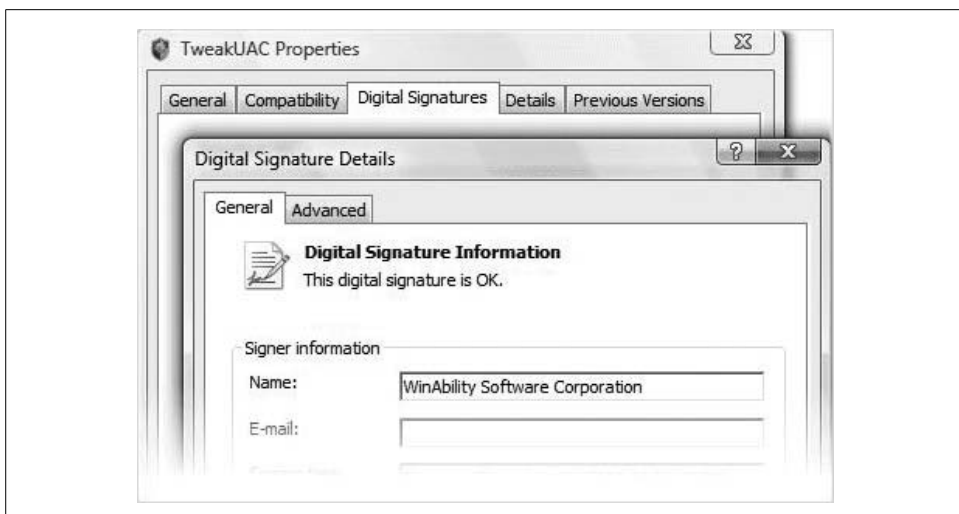 TweakUAC Properties
General Compatibility Digital Signatures Details Previous Versions
Digital Signature Details
General Advanced
Digital Signature Information
This digital signature is OK.
Signer information
Name: WinAbility Software Corporation
E-mail: